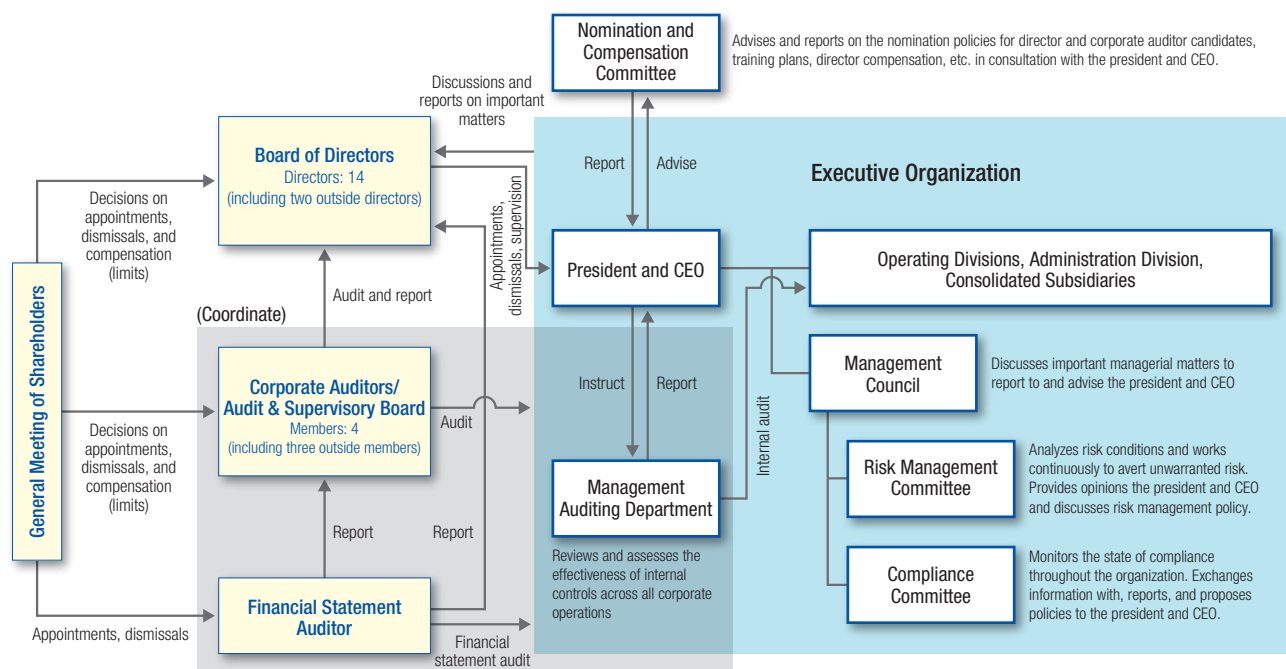 Nomination and
Compensation
Committee
Advises and reports on the nomination policies for director and corporate auditor candidates,
training plans, director compensation, etc. in consultation with the president and CEO.
Discussions and
reports on important
matters
Board of Directors
Directors: 14
(including two outside directors)
Report
Advise
Executive Organization
Decisions on
appointments,
dismissals, and
compensation
(limits)
Appointments,
dismissals, supervision
President and CEO
Operating Divisions, Administration Division,
Consolidated Subsidiaries
General Meeting of Shareholders
Audit and report
(Coordinate)
Corporate Auditors/
Audit & Supervisory Board
Members: 4
(including three outside members)
Audit
Instruct
Report
Internal audit
Management
Council
Discusses important managerial matters to
report to and advise the president and CEO
Decisions on
appointments,
dismissals, and
compensation
(limits)
Management
Auditing Department
Risk Management
Committee
Analyzes risk conditions and works
continuously to avert unwarranted risk.
Provides opinions the president and CEO
and discusses risk management policy.
Report
Report
Reviews and assesses the
effectiveness of internal
controls across all corporate
operations
Compliance
Committee
Monitors the state of compliance
throughout the organization. Exchanges
information with, reports, and proposes
policies to the president and CEO.
Appointments, dismissals
Financial Statement
Auditor
Financial
statement audit